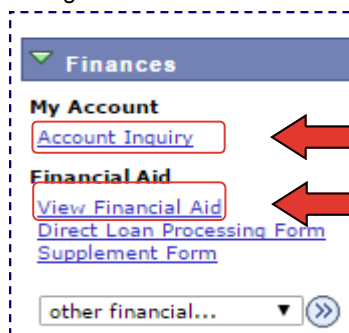 Finances
My Account
Account Inquiry
Financial Aid
View Financial Aid
Direct Loan Processing Form
Supplement Form
other financial...